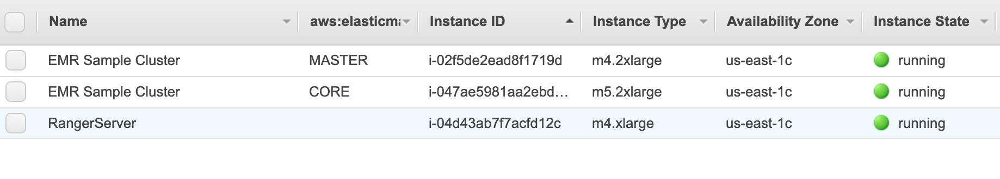 Name aws:elasticma Instance ID Instance Type Availability Zone Instance State
EMR Sample Cluster MASTER i-02f5de2ead8f1719d m4.2xlarge us-east-1c running
EMR Sample Cluster CORE i-047ae5981aa2ebd… m5.2xlarge us-east-1c running
RangerServer i-04d43ab7f7acfd12c m4.xlarge us-east-1c running